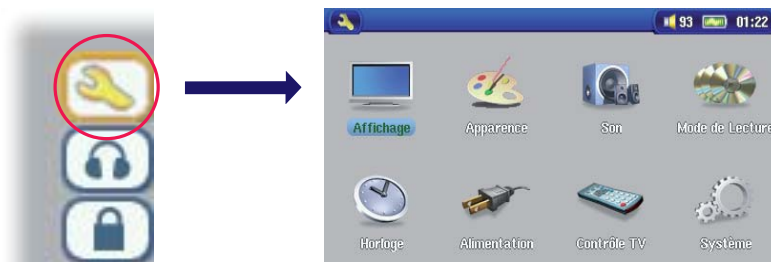 93 01:22
Affichage Apparence Son Mode de Lecture
Horloge Alimentation Contrôle TV Système